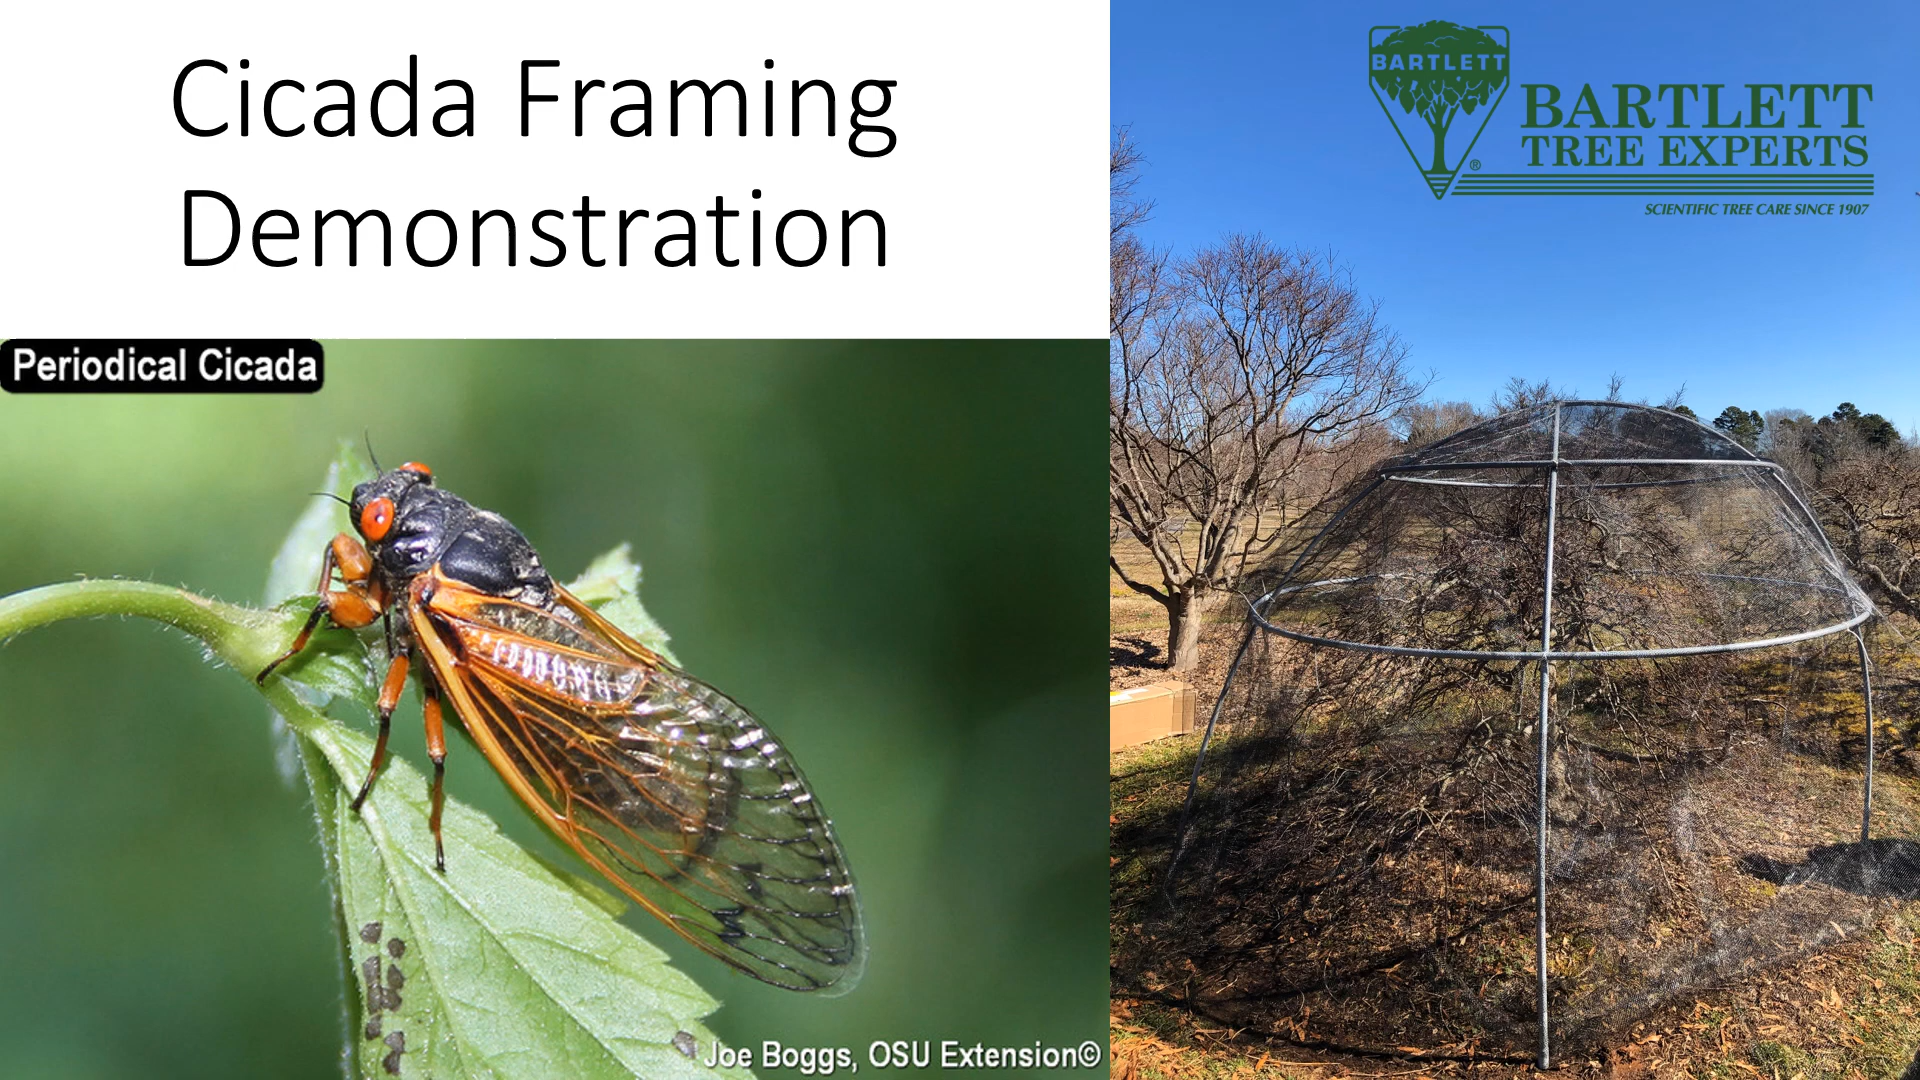 Cicada Framing
Demonstration
Periodical Cicada
Joe Boggs, OSU Extension©
BARTLETT
®
BARTLETT
TREE EXPERTS
SCIENTIFIC TREE CARE SINCE 1907